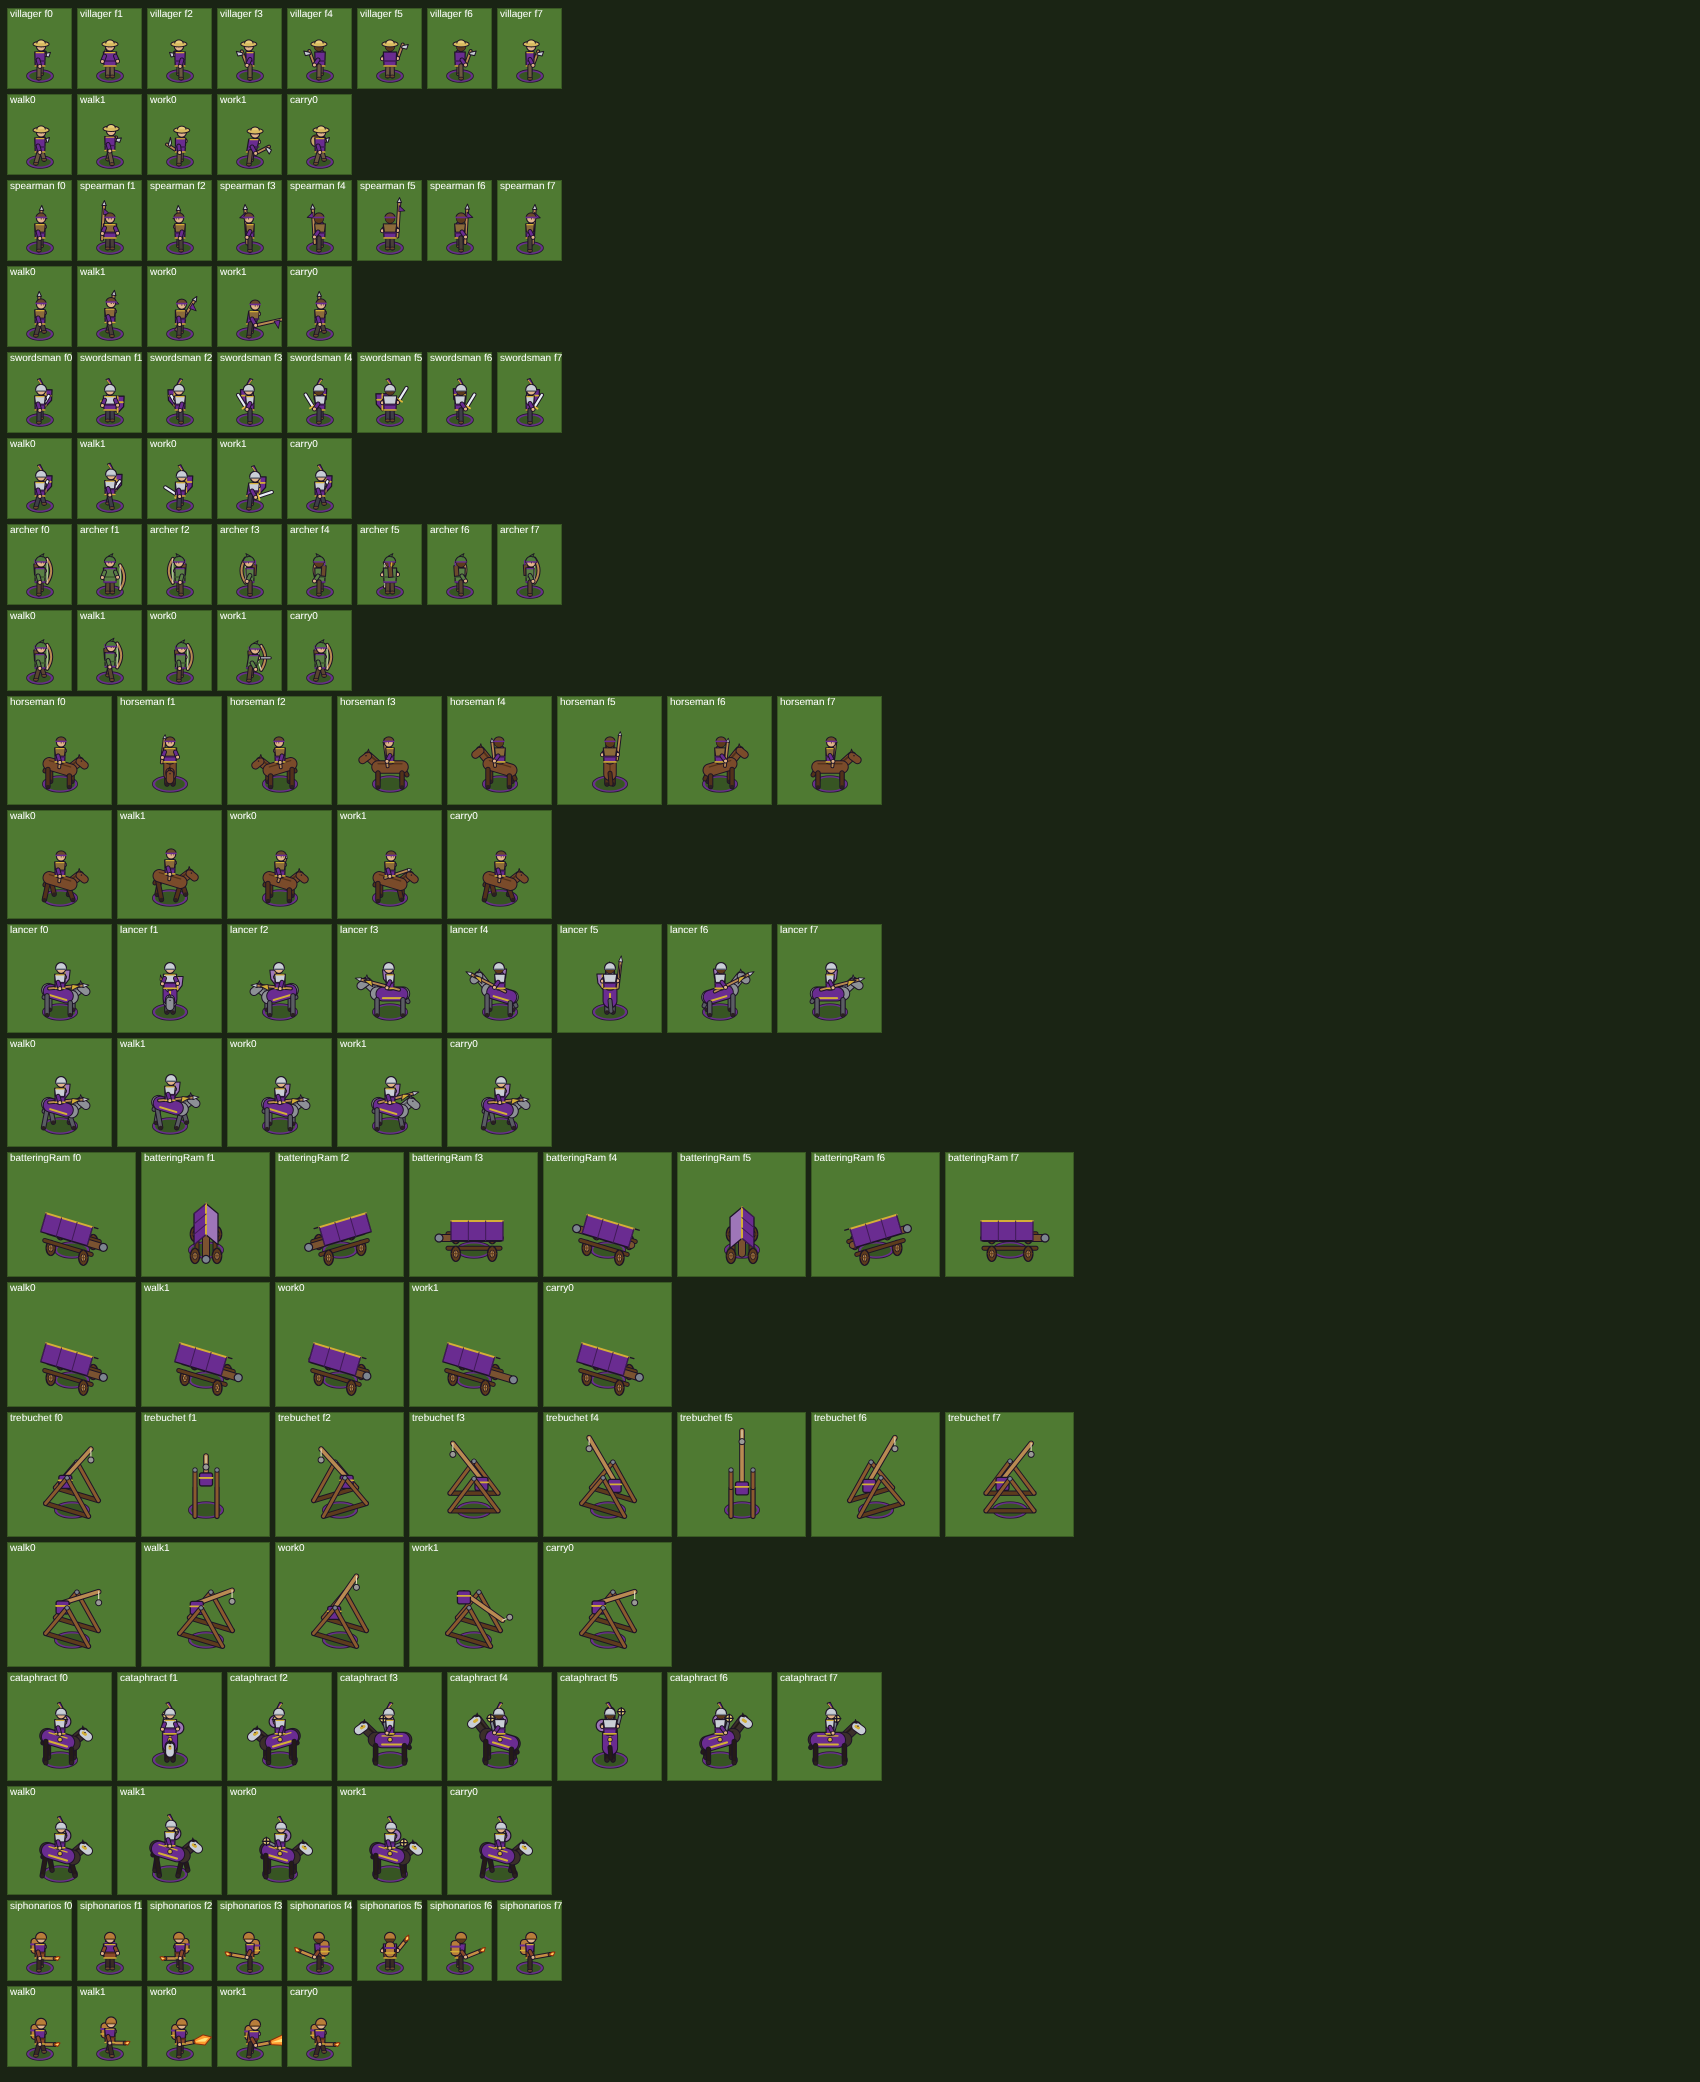 villager f0 villager f1 villager f2 villager f3 villager f4 villager f5 villager f6 villager f7
walk0 walk1 work0 work1 carry0
spearman f0 spearman f1 spearman f2 spearman f3 spearman f4 spearman f5 spearman f6 spearman f7
walk0 walk1 work0 work1 carry0
swordsman f0 swordsman f1 swordsman f2 swordsman f3 swordsman f4 swordsman f5 swordsman f6 swordsman f7
walk0 walk1 work0 work1 carry0
archer f0 archer f1 archer f2 archer f3 archer f4 archer f5 archer f6 archer f7
walk0 walk1 work0 work1 carry0
horseman f0 horseman f1 horseman f2 horseman f3 horseman f4 horseman f5 horseman f6 horseman f7
walk0 walk1 work0 work1 carry0
lancer f0 lancer f1 lancer f2 lancer f3 lancer f4 lancer f5 lancer f6 lancer f7
walk0 walk1 work0 work1 carry0
batteringRam f0 batteringRam f1 batteringRam f2 batteringRam f3 batteringRam f4 batteringRam f5 batteringRam f6 batteringRam f7
walk0 walk1 work0 work1 carry0
trebuchet f0 trebuchet f1 trebuchet f2 trebuchet f3 trebuchet f4 trebuchet f5 trebuchet f6 trebuchet f7
walk0 walk1 work0 work1 carry0
cataphract f0 cataphract f1 cataphract f2 cataphract f3 cataphract f4 cataphract f5 cataphract f6 cataphract f7
walk0 walk1 work0 work1 carry0
siphonarios f0 siphonarios f1 siphonarios f2 siphonarios f3 siphonarios f4 siphonarios f5 siphonarios f6 siphonarios f7
walk0 walk1 work0 work1 carry0